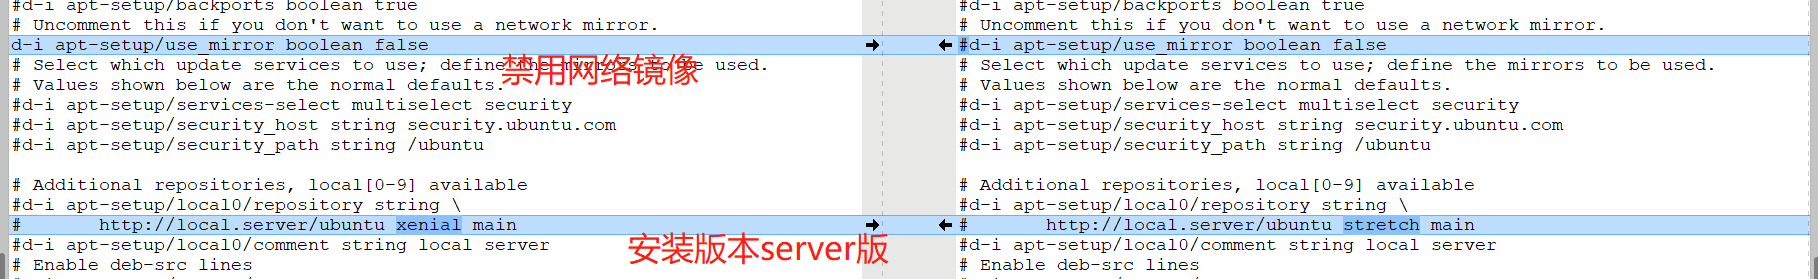 #d-i apt-setup/backports boolean true
# Uncomment this if you don't want to use a network mirror.
d-i apt-setup/use_mirror boolean false
# Select which update services to use; define the mirrors to be used.
禁用网络镜像
# Values shown below are the normal defaults.
#d-i apt-setup/services-select multiselect security
#d-i apt-setup/security_host string security.ubuntu.com
#d-i apt-setup/security_path string /ubuntu
# Additional repositories, local[0-9] available
#d-i apt-setup/local0/repository string \
# http://local.server/ubuntu xenial main
#d-i apt-setup/local0/comment string local server
安装版本server版
# Enable deb-src lines
#d-i apt-setup/backports boolean true
# Uncomment this if you don't want to use a network mirror.
#d-i apt-setup/use_mirror boolean false
# Select which update services to use; define the mirrors to be used.
# Values shown below are the normal defaults.
#d-i apt-setup/services-select multiselect security
#d-i apt-setup/security_host string security.ubuntu.com
#d-i apt-setup/security_path string /ubuntu
# Additional repositories, local[0-9] available
#d-i apt-setup/local0/repository string \
# http://local.server/ubuntu stretch main
#d-i apt-setup/local0/comment string local server
# Enable deb-src lines